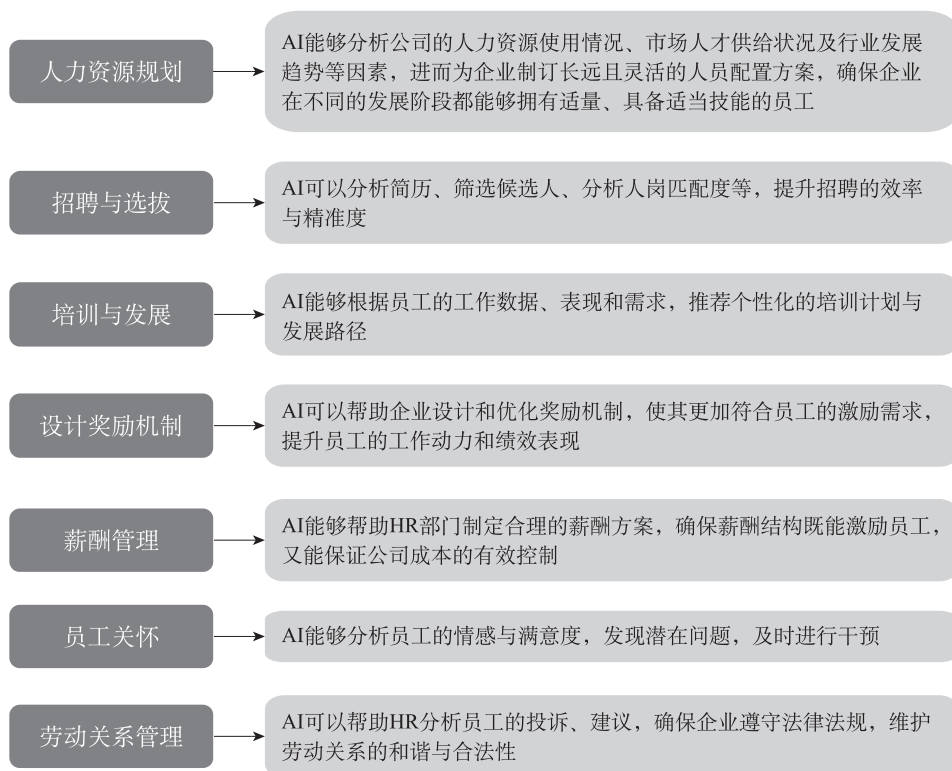 人力资源规划
AI能够分析公司的人力资源使用情况、市场人才供给状况及行业发展
趋势等因素，进而为企业制订长远且灵活的人员配置方案，确保企业
在不同的发展阶段都能够拥有适量、具备适当技能的员工
招聘与选拔
AI可以分析简历、筛选候选人、分析人岗匹配度等，提升招聘的效率
与精准度
培训与发展
AI能够根据员工的工作数据、表现和需求，推荐个性化的培训计划与
发展路径
设计奖励机制
AI可以帮助企业设计和优化奖励机制，使其更加符合员工的激励需求，
提升员工的工作动力和绩效表现
薪酬管理
AI能够帮助HR部门制定合理的薪酬方案，确保薪酬结构既能激励员工，
又能保证公司成本的有效控制
员工关怀
AI能够分析员工的情感与满意度，发现潜在问题，及时进行干预
劳动关系管理
AI可以帮助HR分析员工的投诉、建议，确保企业遵守法律法规，维护
劳动关系的和谐与合法性